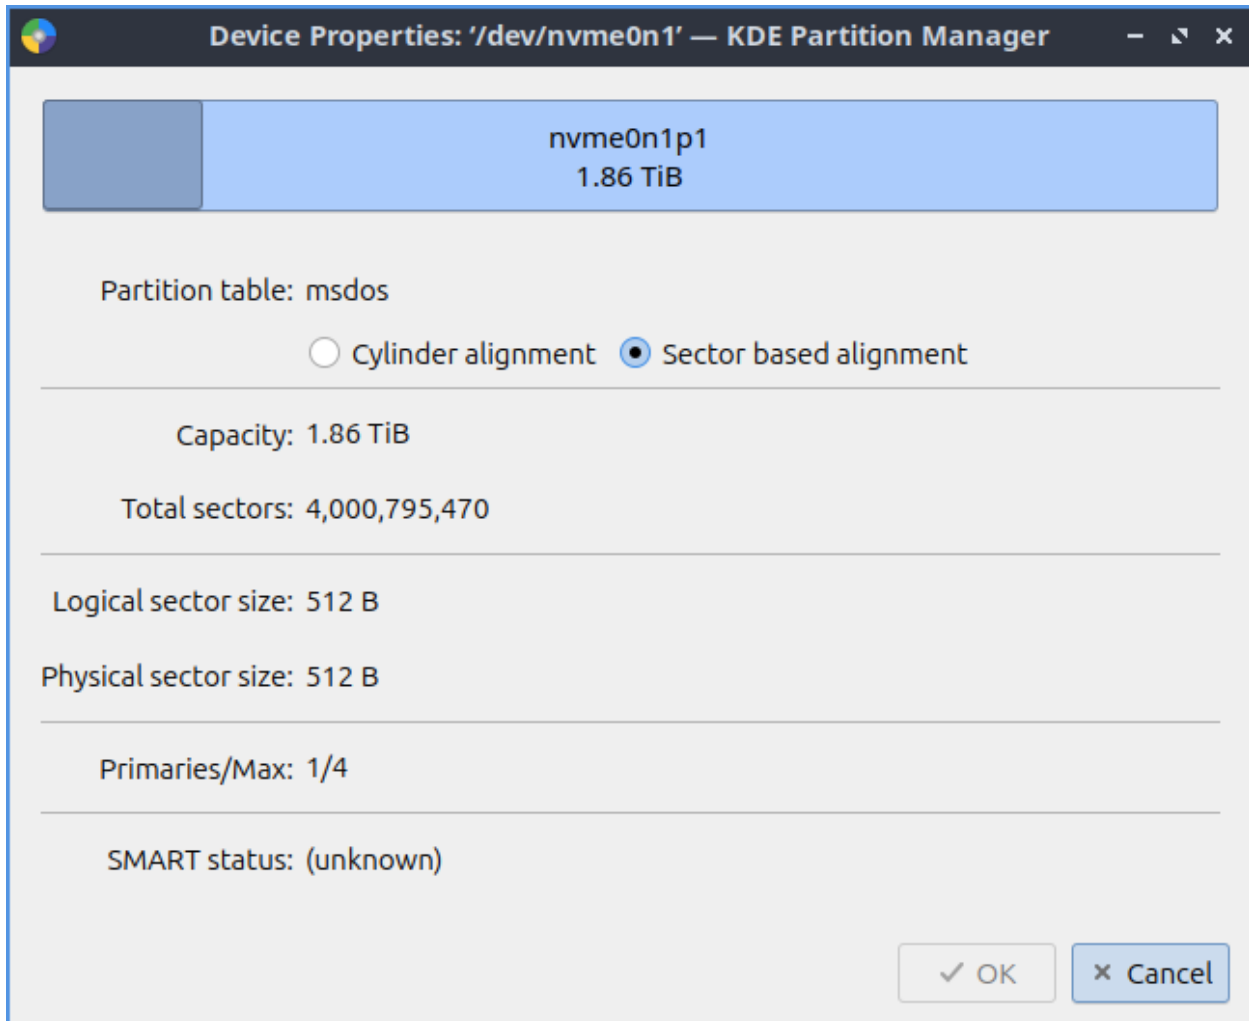 Device Properties: ‘/dev/nvme0n1’ — KDE Partition Manager
nvme0n1p1
1.86 TiB
Partition table: msdos
Cylinder alignment Sector based alignment
Capacity: 1.86 TiB
Total sectors: 4,000,795,470
Logical sector size: 512 B
Physical sector size: 512 B
Primaries/Max: 1/4
SMART status: (unknown)
OK Cancel